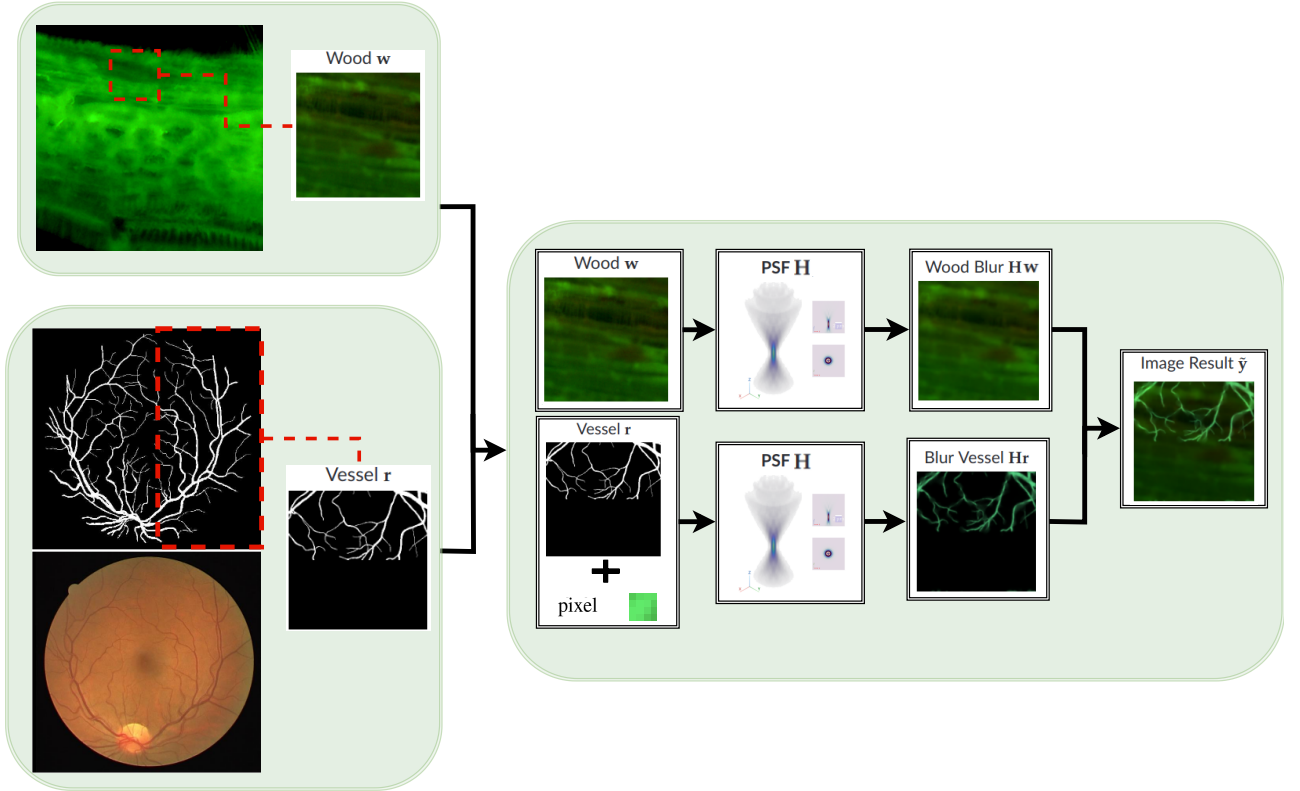 Wood w
Vessel r
Wood w
PSF H
Wood Blur Hw
Vessel r
pixel
PSF H
Blur Vessel Hr
Image Result ỹ